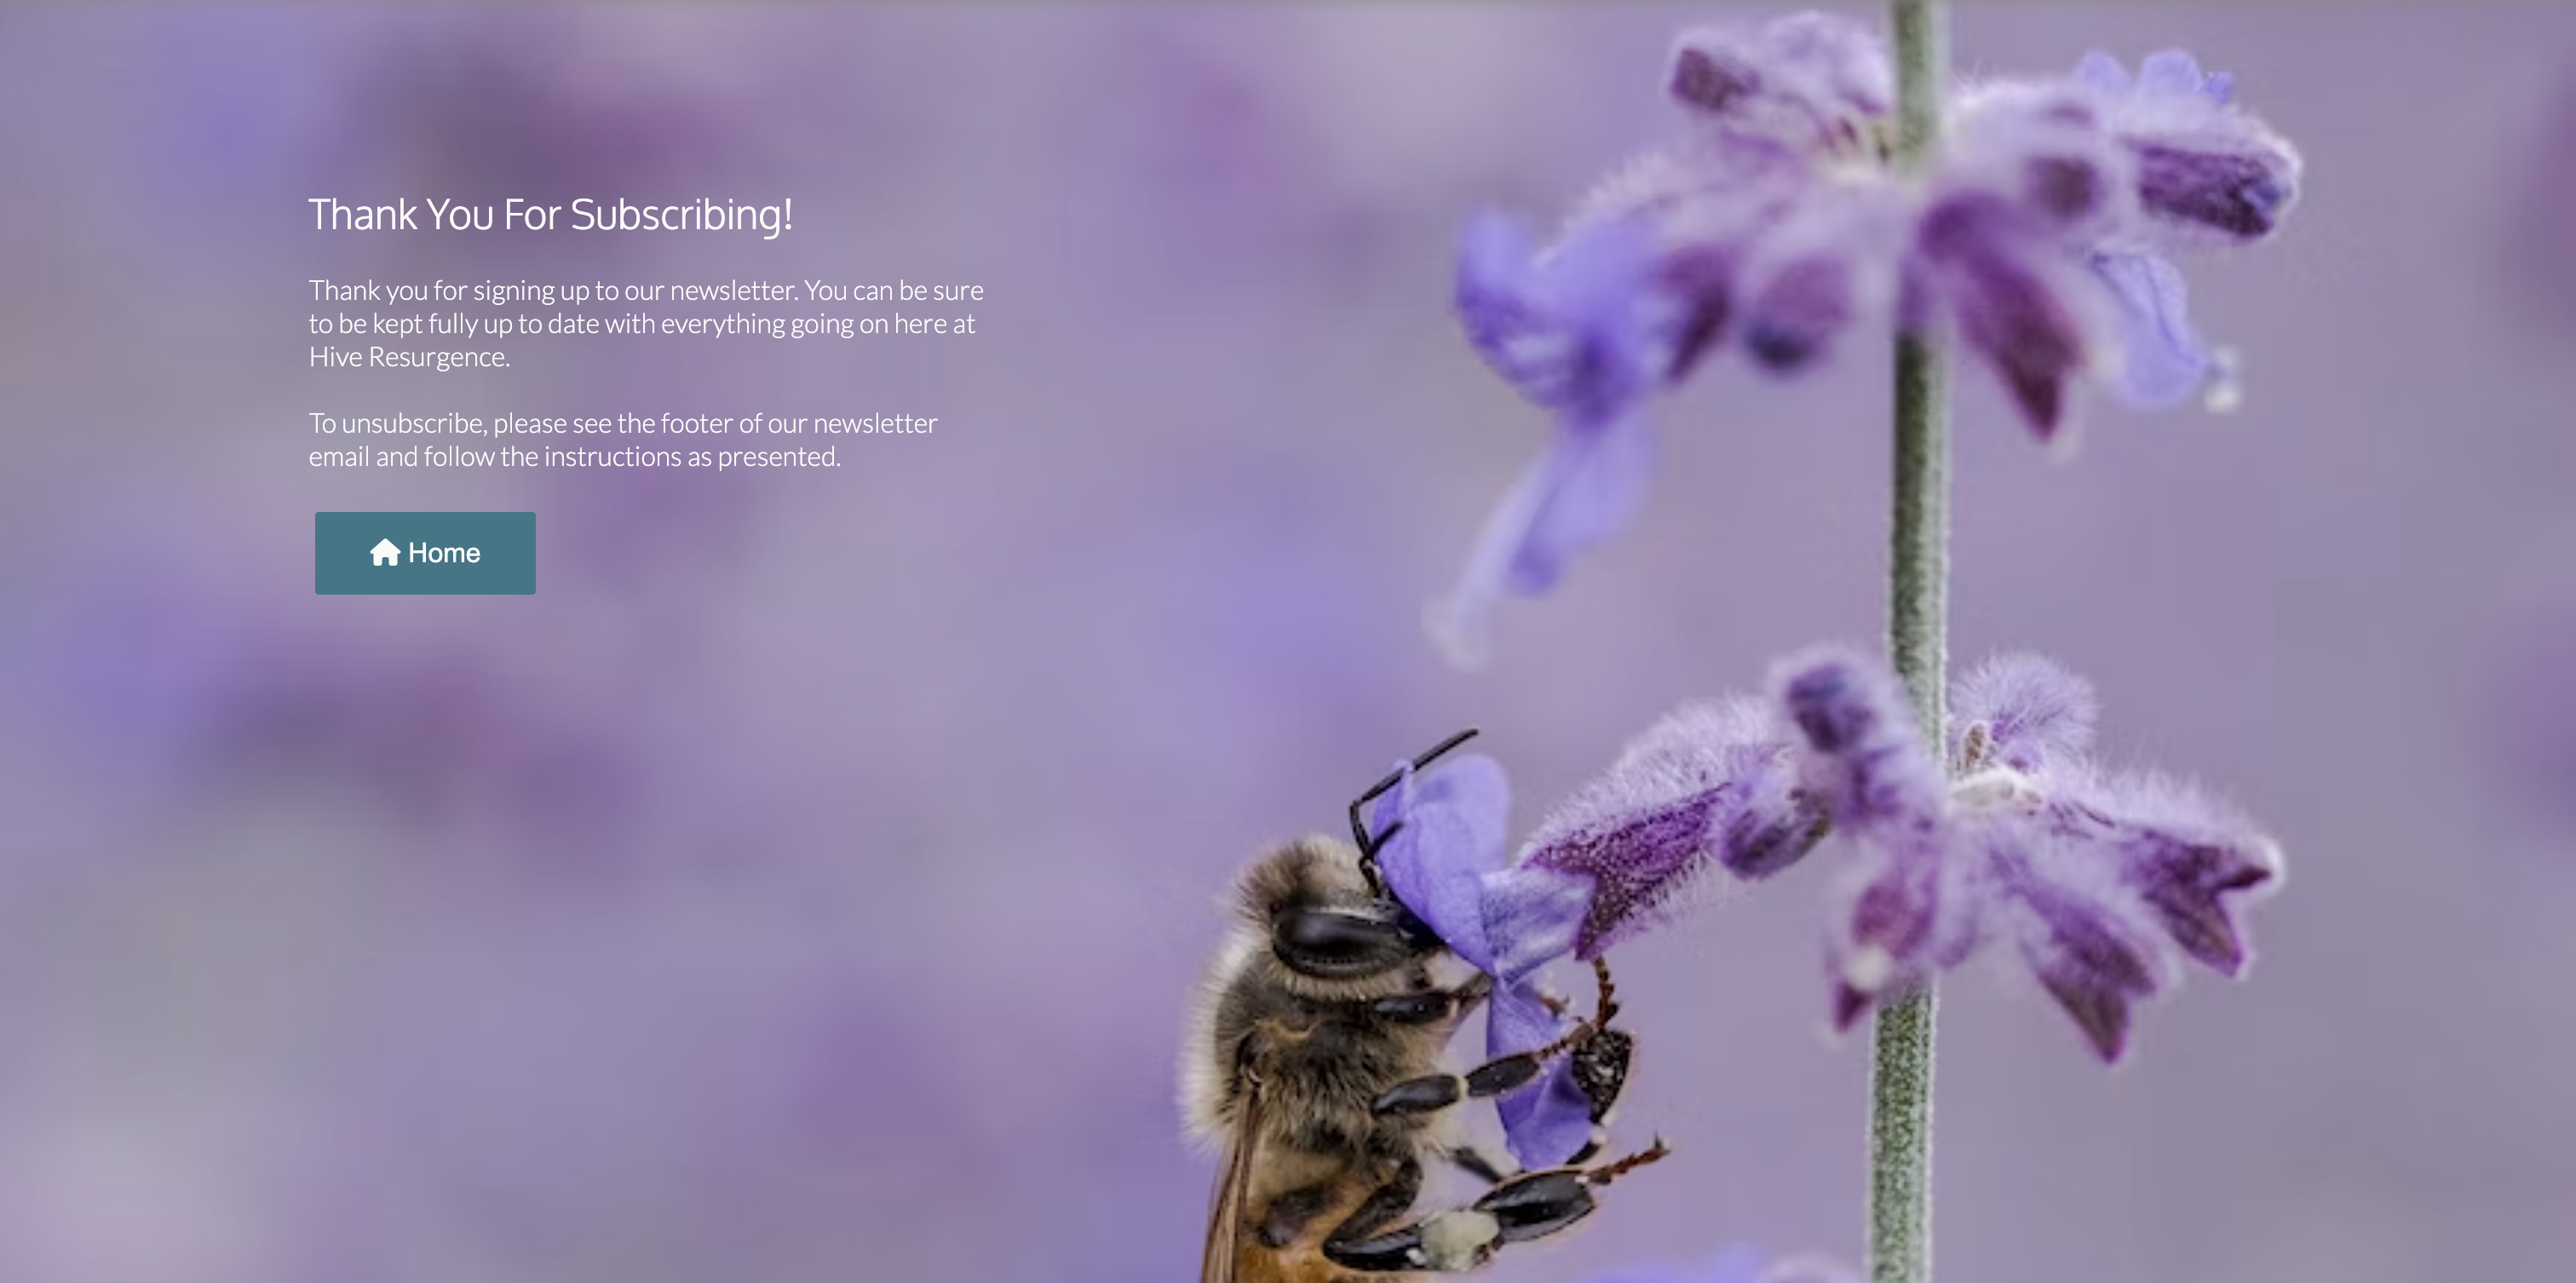 Thank You For Subscribing!
Thank you for signing up to our newsletter. You can be sure
to be kept fully up to date with everything going on here at
Hive Resurgence.
To unsubscribe, please see the footer of our newsletter
email and follow the instructions as presented.
Home